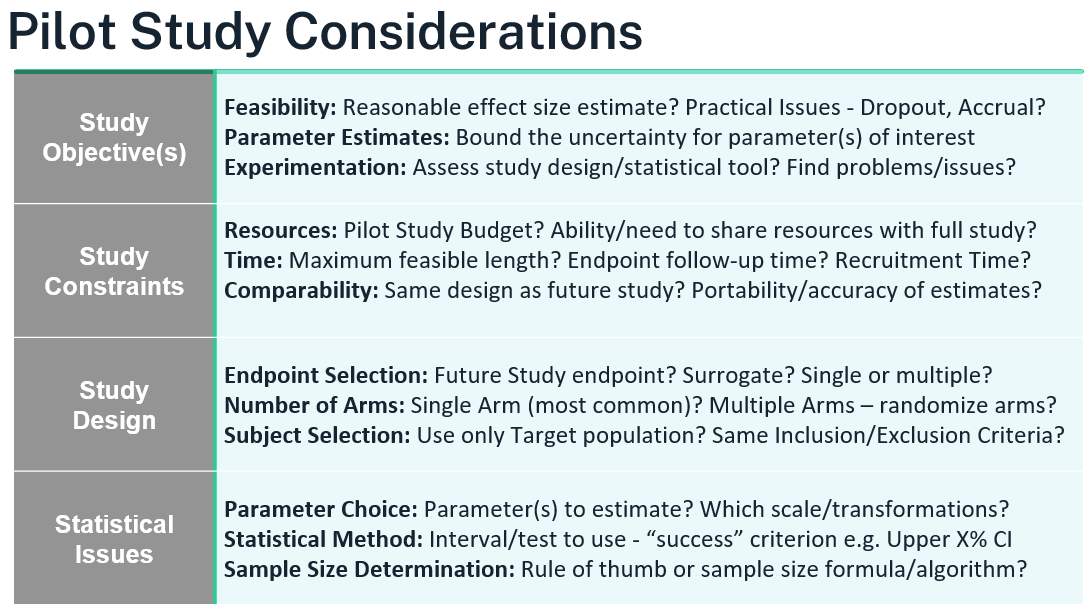 Pilot Study Considerations
Study
Objective(s)
Feasibility: Reasonable effect size estimate? Practical Issues - Dropout, Accrual?
Parameter Estimates: Bound the uncertainty for parameter(s) of interest
Experimentation: Assess study design/statistical tool? Find problems/issues?
Study
Constraints
Resources: Pilot Study Budget? Ability/need to share resources with full study?
Time: Maximum feasible length? Endpoint follow-up time? Recruitment Time?
Comparability: Same design as future study? Portability/accuracy of estimates?
Study
Design
Endpoint Selection: Future Study endpoint? Surrogate? Single or multiple?
Number of Arms: Single Arm (most common)? Multiple Arms – randomize arms?
Subject Selection: Use only Target population? Same Inclusion/Exclusion Criteria?
Statistical
Issues
Parameter Choice: Parameter(s) to estimate? Which scale/transformations?
Statistical Method: Interval/test to use - “success” criterion e.g. Upper X% CI
Sample Size Determination: Rule of thumb or sample size formula/algorithm?